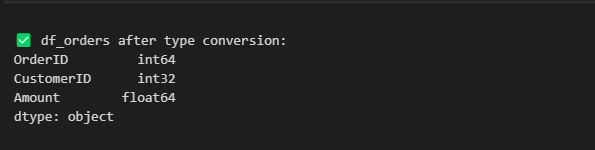 ✅ df_orders after type conversion:
OrderID         int64
CustomerID      int32
Amount        float64
dtype: object